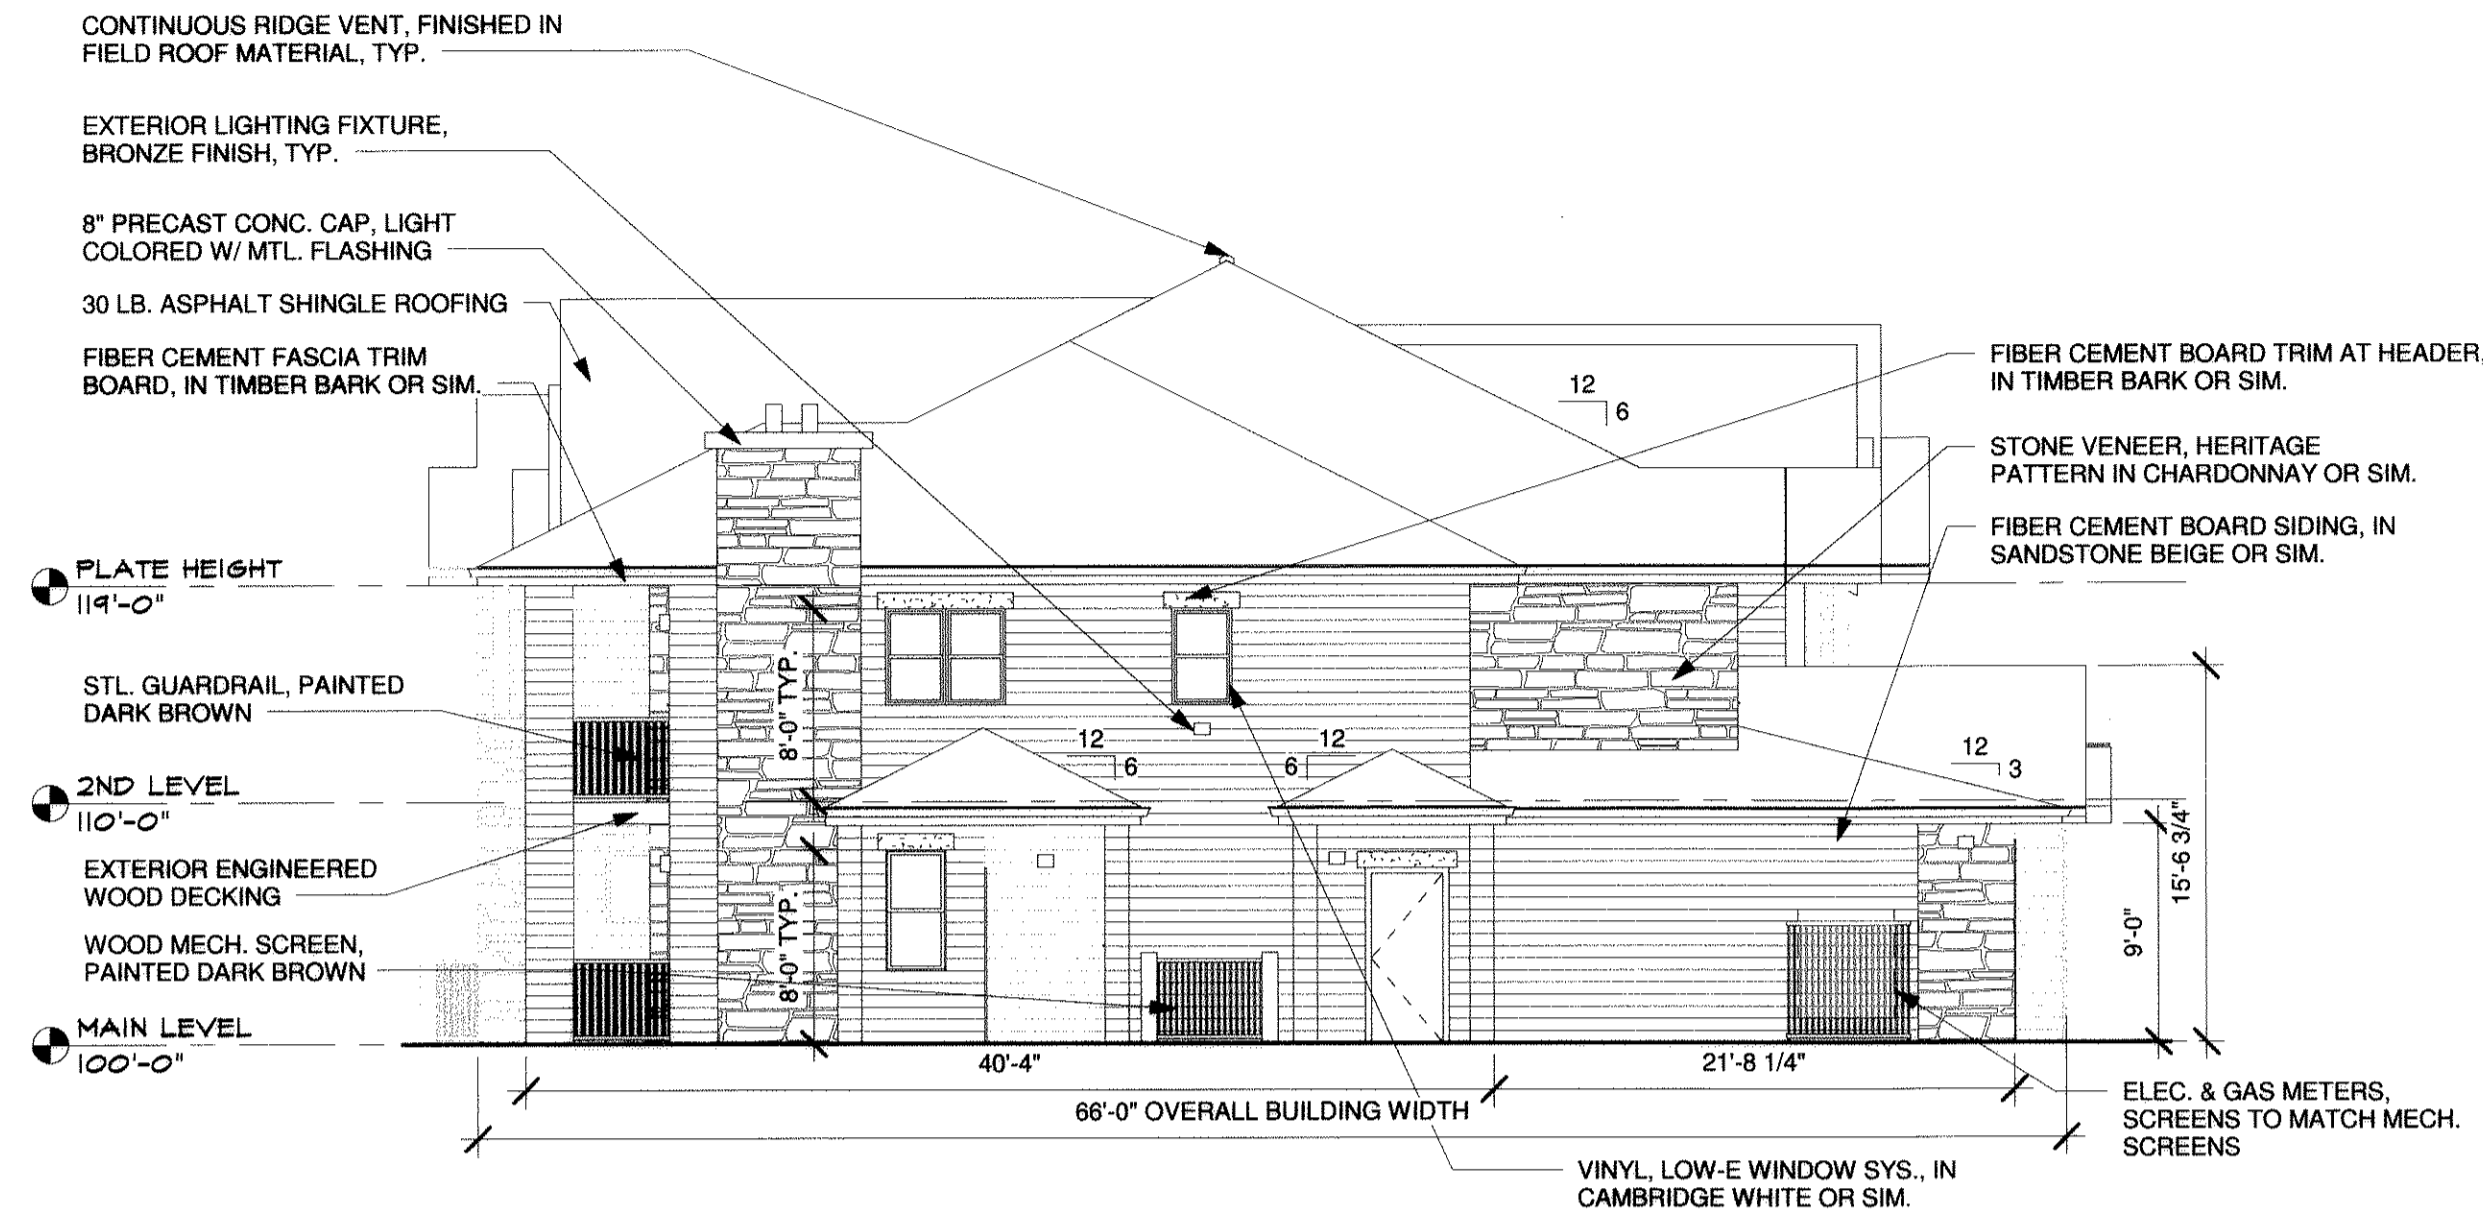 CONTINUOUS RIDGE VENT, FINISHED IN
FIELD ROOF MATERIAL, TYP.
EXTERIOR LIGHTING FIXTURE,
BRONZE FINISH, TYP.
8" PRECAST CONC. CAP, LIGHT
COLORED W/ MTL. FLASHING
30 LB. ASPHALT SHINGLE ROOFING
FIBER CEMENT FASCIA TRIM
BOARD, IN TIMBER BARK OR SIM.
PLATE HEIGHT
119'-0"
STL. GUARDRAIL, PAINTED
DARK BROWN
2ND LEVEL
110'-0"
EXTERIOR ENGINEERED
WOOD DECKING
WOOD MECH. SCREEN,
PAINTED DARK BROWN
MAIN LEVEL
100'-0"
8'-0" TYP.
8'-0" TYP.
12
6
12
6
12
6
12
3
FIBER CEMENT BOARD TRIM AT HEADER,
IN TIMBER BARK OR SIM.
STONE VENEER, HERITAGE
PATTERN IN CHARDONNAY OR SIM.
FIBER CEMENT BOARD SIDING, IN
SANDSTONE BEIGE OR SIM.
15'-6 3/4"
9'-0"
40'-4"
21'-8 1/4"
66'-0" OVERALL BUILDING WIDTH
ELEC. & GAS METERS,
SCREENS TO MATCH MECH.
SCREENS
VINYL, LOW-E WINDOW SYS., IN
CAMBRIDGE WHITE OR SIM.